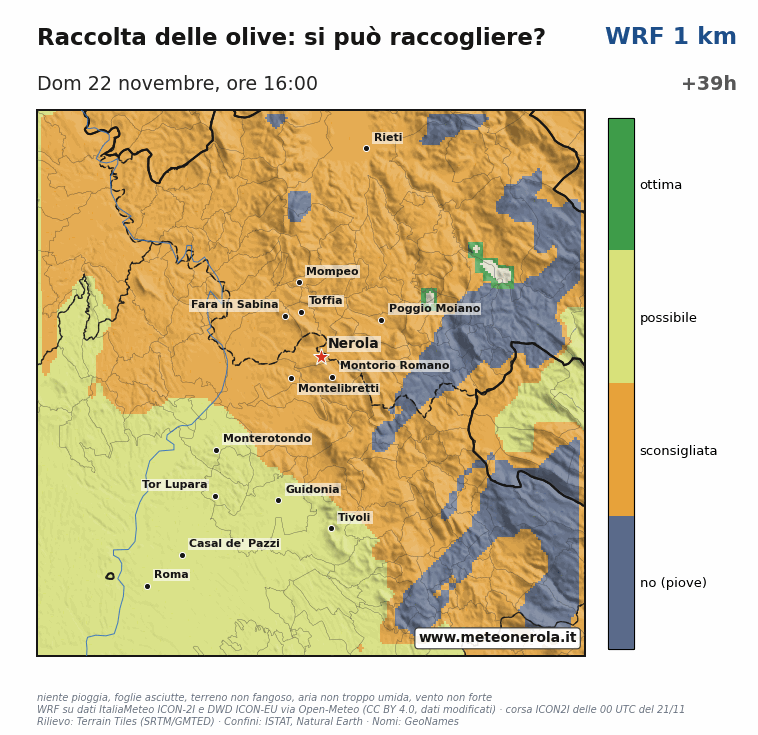 Raccolta delle olive: si può raccogliere?
WRF 1 km
Dom 22 novembre, ore 16:00
+39h
Rieti
ottima
Mompeo
Fara in Sabina
Toffia
Poggio Moiano
possibile
Nerola
Montorio Romano
Montelibretti
Monterotondo
sconsigliata
Tor Lupara
Guidonia
Tivoli
Casal de' Pazzi
Roma
no (piove)
www.meteonerola.it
niente pioggia, foglie asciutte, terreno non fangoso, aria non troppo umida, vento non forte
WRF su dati ItaliaMeteo ICON-2I e DWD ICON-EU via Open-Meteo (CC BY 4.0, dati modificati) · corsa ICON2I delle 00 UTC del 21/11
Rilievo: Terrain Tiles (SRTM/GMTED) · Confini: ISTAT, Natural Earth · Nomi: GeoNames